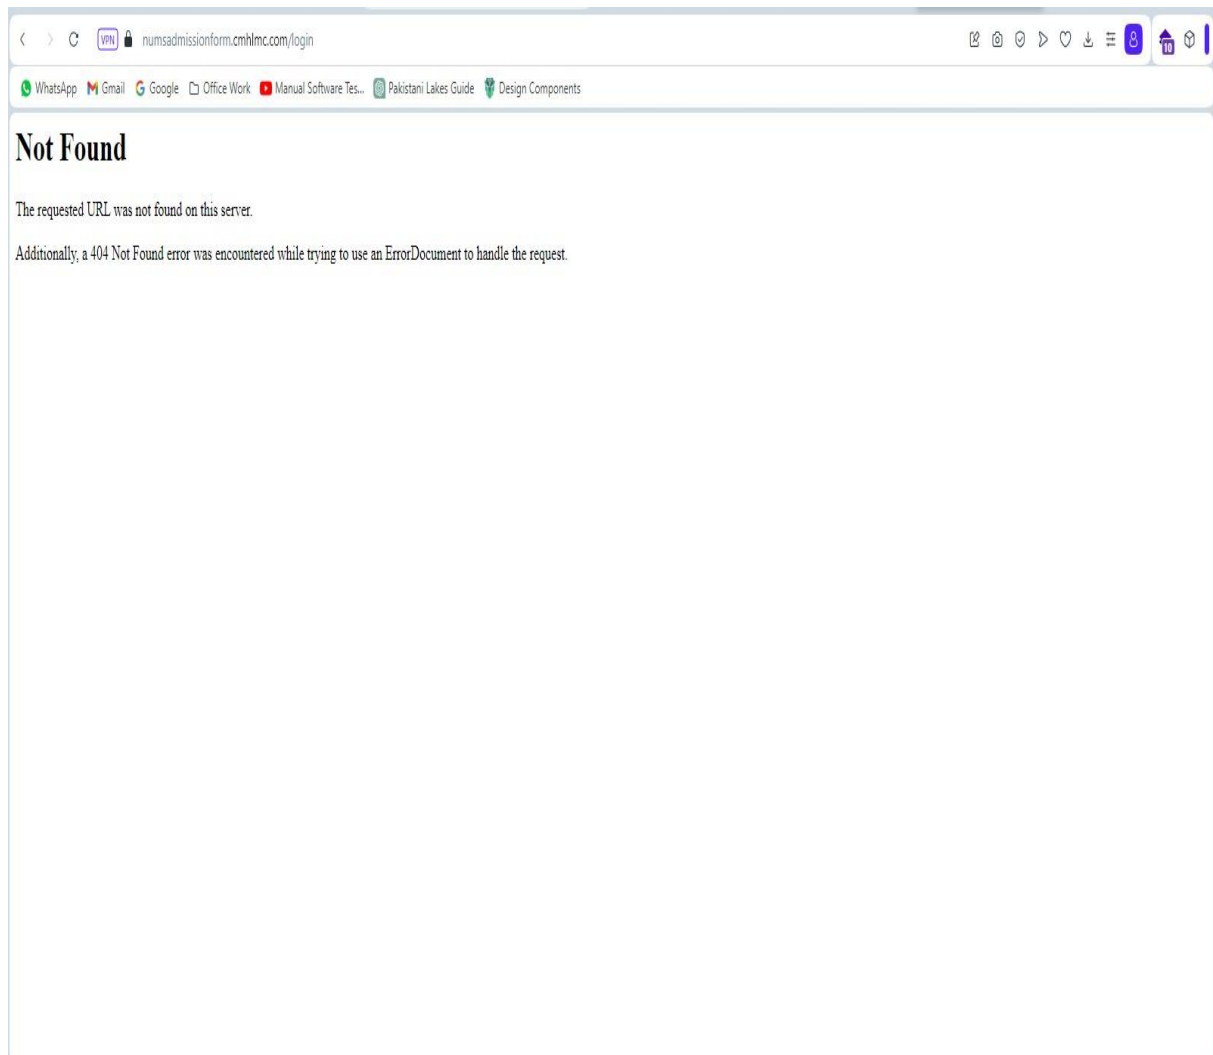 VPN numsadmissionform.cmhlmc.com/login
10
WhatsApp Gmail Google Office Work Manual Software Tes... Pakistani Lakes Guide Design Components
Not Found
The requested URL was not found on this server.
Additionally, a 404 Not Found error was encountered while trying to use an ErrorDocument to handle the request.